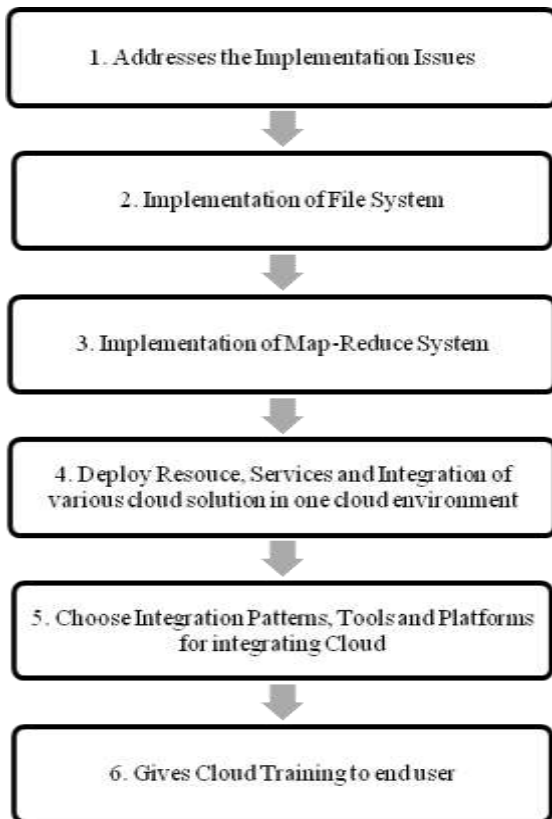 1. Addresses the Implementation Issues
2. Implementation of File System
3. Implementation of Map-Reduce System
4. Deploy Resouce, Services and Integration of
various cloud solution in one cloud environment
5. Choose Integration Patterns, Tools and Platforms
for integrating Cloud
6. Gives Cloud Training to end user